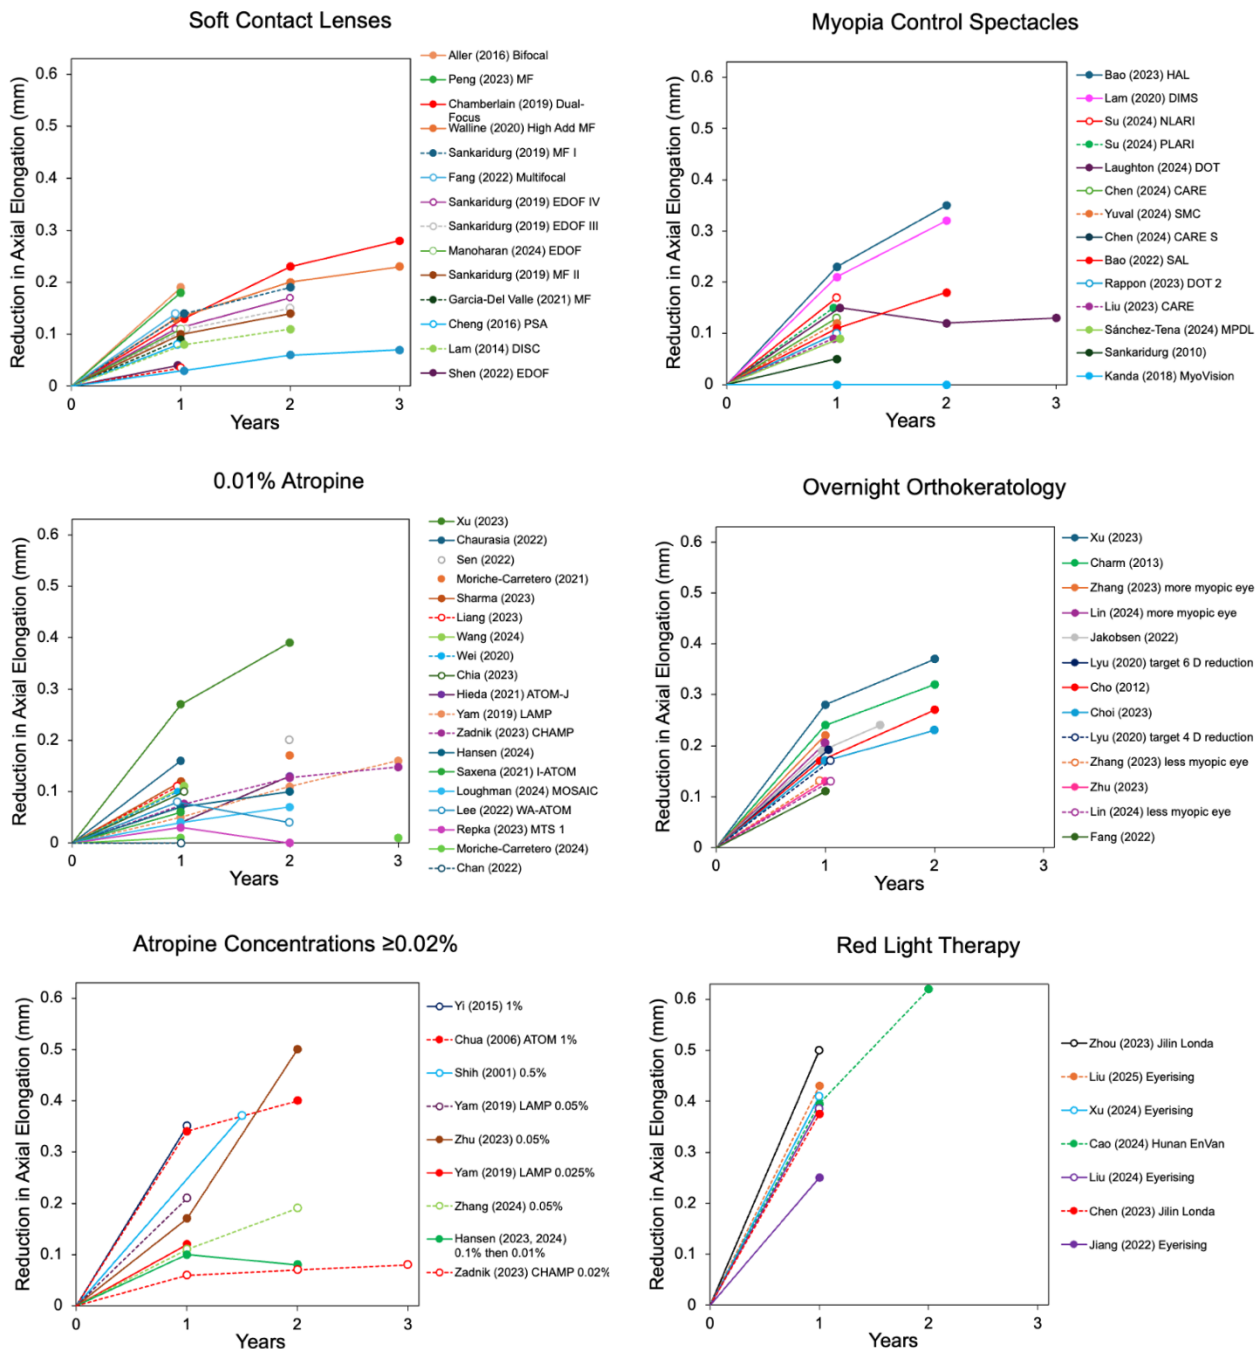 Soft Contact Lenses
Reduction in Axial Elongation (mm)
0.6
0.5
0.4
0.3
0.2
0.1
0
0
1
2
3
Years
Aller (2016) Bifocal
Peng (2023) MF
Chamberlain (2019) Dual-
Focus
Walline (2020) High Add MF
Sankaridurg (2019) MF I
Fang (2022) Multifocal
Sankaridurg (2019) EDOF IV
Sankaridurg (2019) EDOF III
Manoharan (2024) EDOF
Sankaridurg (2019) MF II
Garcia-Del Valle (2021) MF
Cheng (2016) PSA
Lam (2014) DISC
Shen (2022) EDOF
Myopia Control Spectacles
Reduction in Axial Elongation (mm)
0.6
0.5
0.4
0.3
0.2
0.1
0
0
1
2
3
Years
Bao (2023) HAL
Lam (2020) DIMS
Su (2024) NLARI
Su (2024) PLARI
Laughton (2024) DOT
Chen (2024) CARE
Yuval (2024) SMC
Chen (2024) CARE S
Bao (2022) SAL
Rappon (2023) DOT 2
Liu (2023) CARE
Sánchez-Tena (2024) MPDL
Sankaridurg (2010)
Kanda (2018) MyoVision
0.01% Atropine
Reduction in Axial Elongation (mm)
0.6
0.5
0.4
0.3
0.2
0.1
0
0
1
2
3
Years
Xu (2023)
Chaurasia (2022)
Sen (2022)
Moriche-Carretero (2021)
Sharma (2023)
Liang (2023)
Wang (2024)
Wei (2020)
Chia (2023)
Hieda (2021) ATOM-J
Yam (2019) LAMP
Zadnik (2023) CHAMP
Hansen (2024)
Saxena (2021) I-ATOM
Loughman (2024) MOSAIC
Lee (2022) WA-ATOM
Repka (2023) MTS 1
Moriche-Carretero (2024)
Chan (2022)
Overnight Orthokeratology
Reduction in Axial Elongation (mm)
0.6
0.5
0.4
0.3
0.2
0.1
0
0
1
2
3
Years
Xu (2023)
Charm (2013)
Zhang (2023) more myopic eye
Lin (2024) more myopic eye
Jakobsen (2022)
Lyu (2020) target 6 D reduction
Cho (2012)
Choi (2023)
Lyu (2020) target 4 D reduction
Zhang (2023) less myopic eye
Zhu (2023)
Lin (2024) less myopic eye
Fang (2022)
Atropine Concentrations ≥0.02%
Reduction in Axial Elongation (mm)
0.6
0.5
0.4
0.3
0.2
0.1
0
0
1
2
3
Years
Yi (2015) 1%
Chua (2006) ATOM 1%
Shih (2001) 0.5%
Yam (2019) LAMP 0.05%
Zhu (2023) 0.05%
Yam (2019) LAMP 0.025%
Zhang (2024) 0.05%
Hansen (2023, 2024)
0.1% then 0.01%
Zadnik (2023) CHAMP 0.02%
Red Light Therapy
Reduction in Axial Elongation (mm)
0.6
0.5
0.4
0.3
0.2
0.1
0
0
1
2
3
Years
Zhou (2023) Jilin Londa
Liu (2025) Eyerising
Xu (2024) Eyerising
Cao (2024) Hunan EnVan
Liu (2024) Eyerising
Chen (2023) Jilin Londa
Jiang (2022) Eyerising